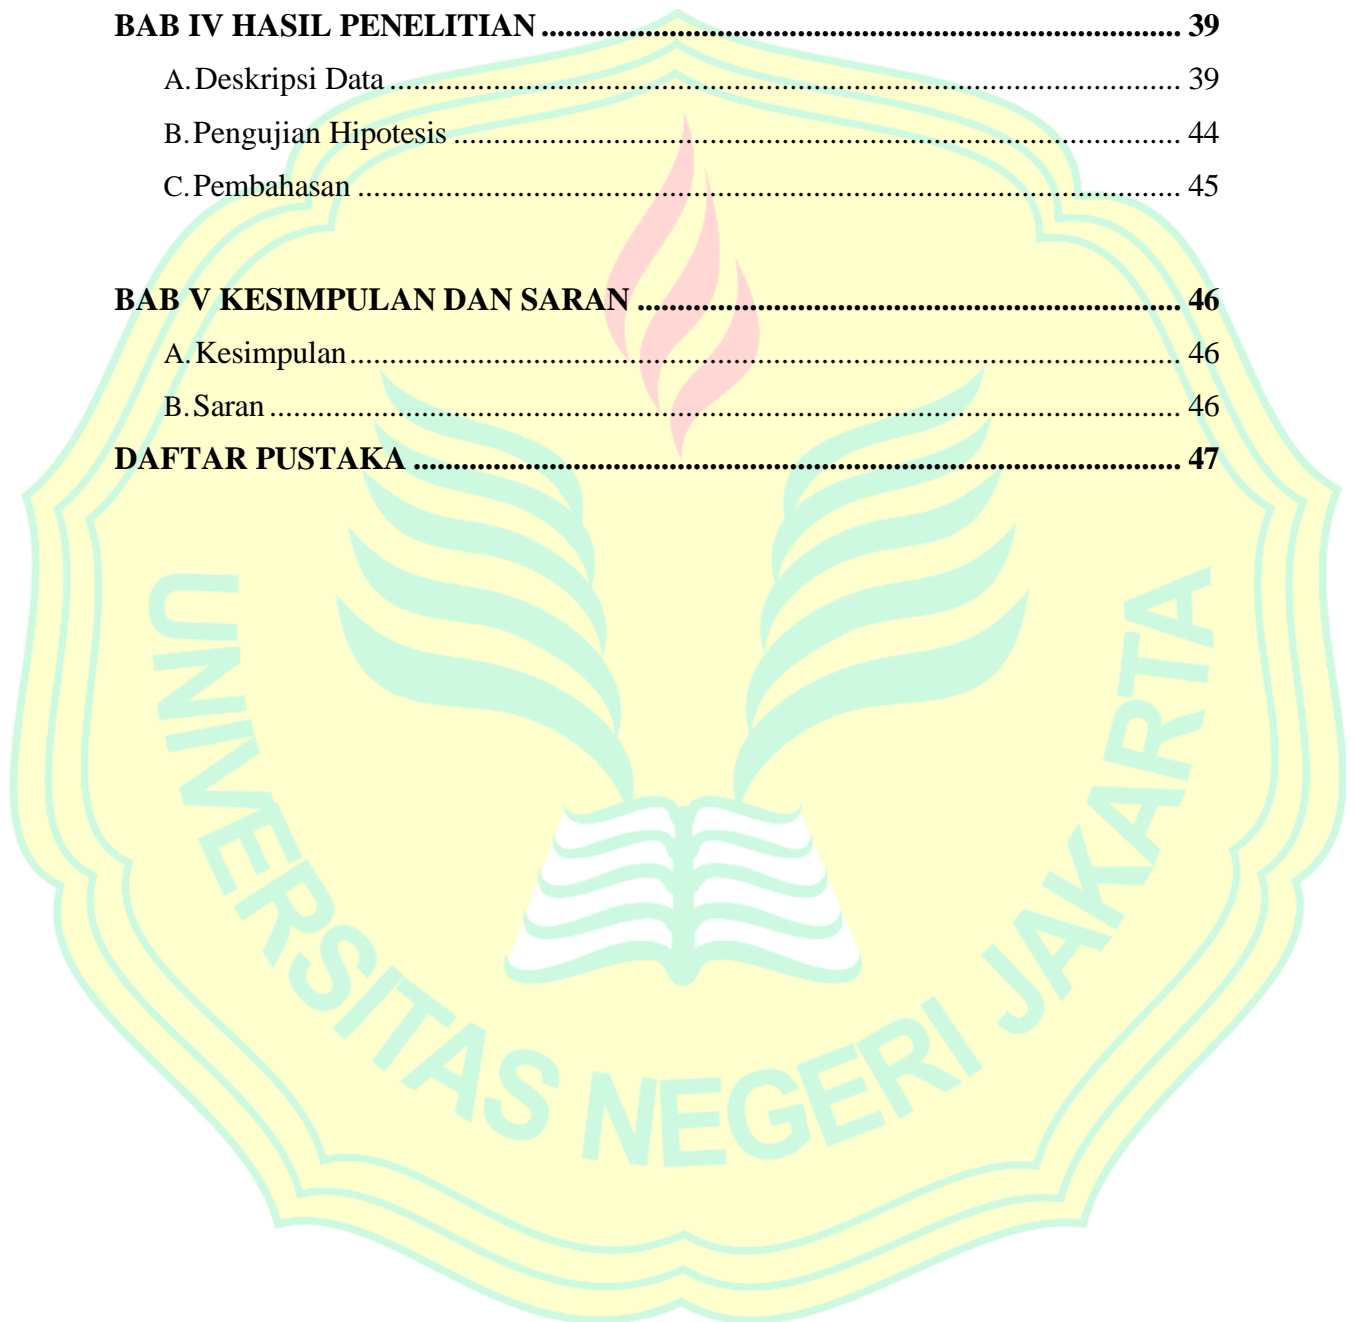 BAB IV HASIL PENELITIAN ................................................................................ 39
A. Deskripsi Data ................................................................................................... 39
B. Pengujian Hipotesis ........................................................................................... 44
C. Pembahasan ....................................................................................................... 45
BAB V KESIMPULAN DAN SARAN .................................................................... 46
A. Kesimpulan ........................................................................................................ 46
B. Saran .................................................................................................................. 46
DAFTAR PUSTAKA ................................................................................................ 47
UNIVERSITAS NEGERI JAKARTA